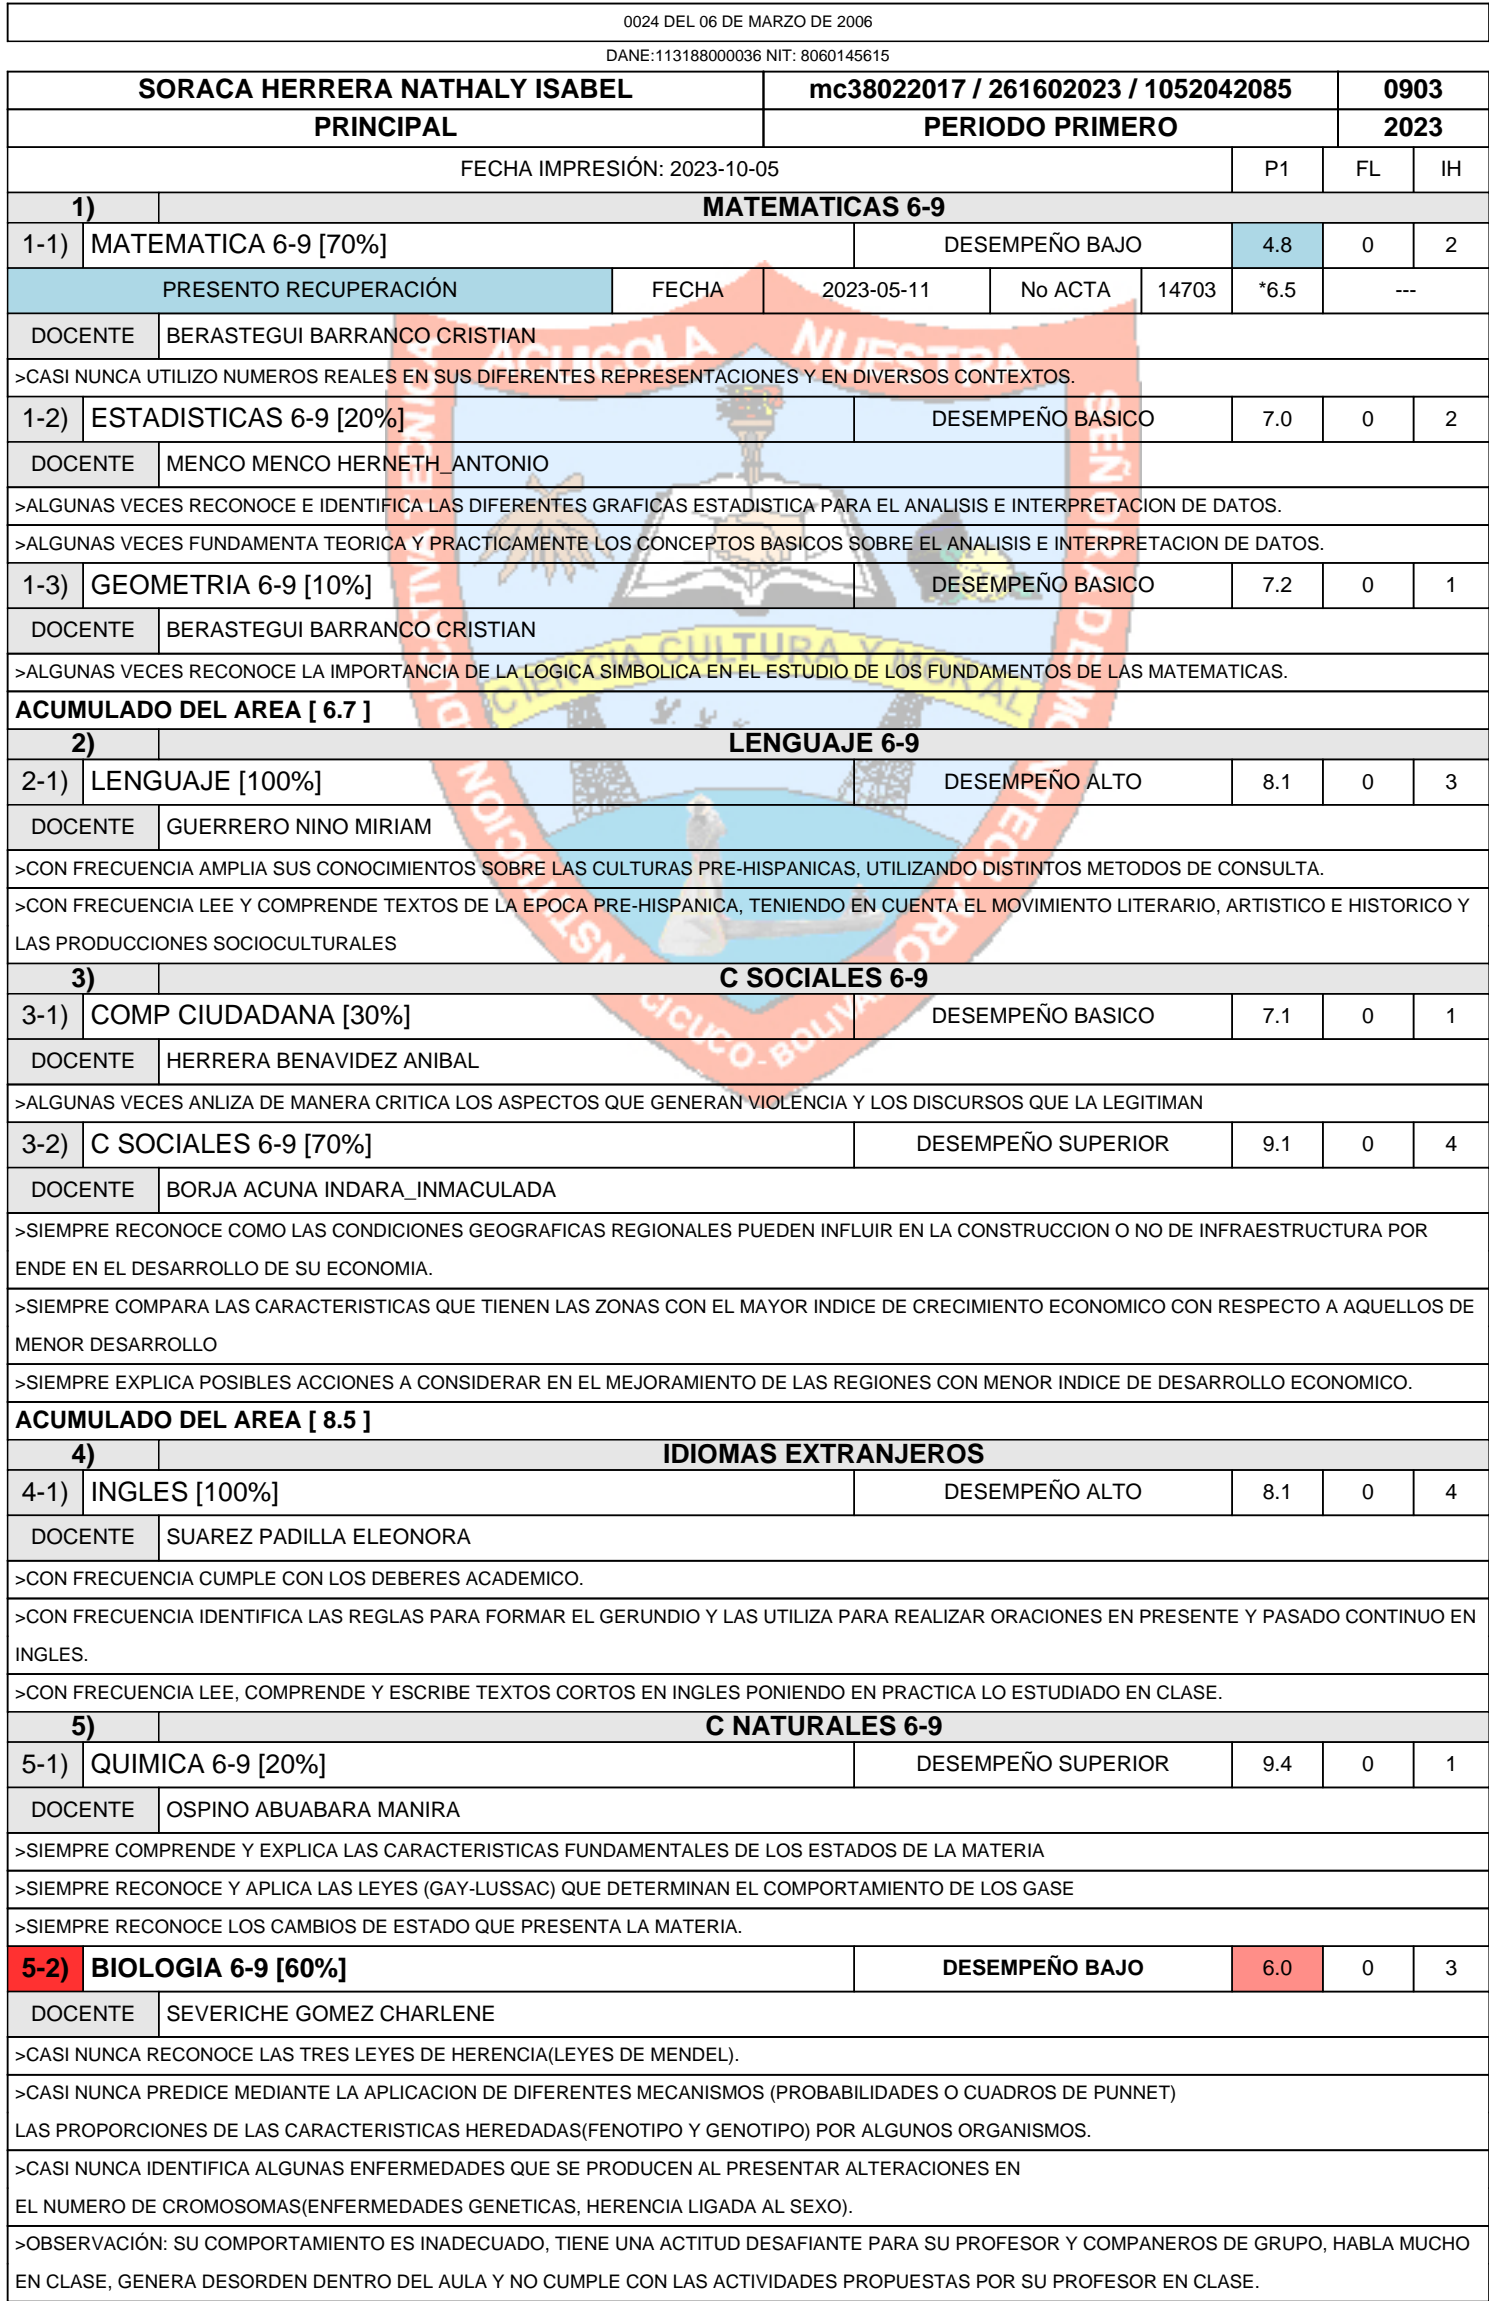 0024 DEL 06 DE MARZO DE 2006
DANE:113188000036 NIT: 8060145615
SORACA HERRERA NATHALY ISABEL mc38022017 / 261602023 / 1052042085 0903
PRINCIPAL PERIODO PRIMERO 2023
FECHA IMPRESIÓN: 2023-10-05 P1 FL IH
1) MATEMATICAS 6-9
1-1) MATEMATICA 6-9 [70%] DESEMPEÑO BAJO 4.8 0 2
PRESENTO RECUPERACIÓN FECHA 2023-05-11 No ACTA 14703 *6.5 ---
DOCENTE BERASTEGUI BARRANCO CRISTIAN
>CASI NUNCA UTILIZO NUMEROS REALES EN SUS DIFERENTES REPRESENTACIONES Y EN DIVERSOS CONTEXTOS.
1-2) ESTADISTICAS 6-9 [20%] DESEMPEÑO BASICO 7.0 0 2
DOCENTE MENCO MENCO HERNETH_ANTONIO
>ALGUNAS VECES RECONOCE E IDENTIFICA LAS DIFERENTES GRAFICAS ESTADISTICA PARA EL ANALISIS E INTERPRETACION DE DATOS.
>ALGUNAS VECES FUNDAMENTA TEORICA Y PRACTICAMENTE LOS CONCEPTOS BASICOS SOBRE EL ANALISIS E INTERPRETACION DE DATOS.
1-3) GEOMETRIA 6-9 [10%] DESEMPEÑO BASICO 7.2 0 1
DOCENTE BERASTEGUI BARRANCO CRISTIAN
>ALGUNAS VECES RECONOCE LA IMPORTANCIA DE LA LOGICA SIMBOLICA EN EL ESTUDIO DE LOS FUNDAMENTOS DE LAS MATEMATICAS.
ACUMULADO DEL AREA [ 6.7 ]
2) LENGUAJE 6-9
2-1) LENGUAJE [100%] DESEMPEÑO ALTO 8.1 0 3
DOCENTE GUERRERO NINO MIRIAM
>CON FRECUENCIA AMPLIA SUS CONOCIMIENTOS SOBRE LAS CULTURAS PRE-HISPANICAS, UTILIZANDO DISTINTOS METODOS DE CONSULTA.
>CON FRECUENCIA LEE Y COMPRENDE TEXTOS DE LA EPOCA PRE-HISPANICA, TENIENDO EN CUENTA EL MOVIMIENTO LITERARIO, ARTISTICO E HISTORICO Y
LAS PRODUCCIONES SOCIOCULTURALES
3) C SOCIALES 6-9
3-1) COMP CIUDADANA [30%] DESEMPEÑO BASICO 7.1 0 1
DOCENTE HERRERA BENAVIDEZ ANIBAL
>ALGUNAS VECES ANLIZA DE MANERA CRITICA LOS ASPECTOS QUE GENERAN VIOLENCIA Y LOS DISCURSOS QUE LA LEGITIMAN
3-2) C SOCIALES 6-9 [70%] DESEMPEÑO SUPERIOR 9.1 0 4
DOCENTE BORJA ACUNA INDARA_INMACULADA
>SIEMPRE RECONOCE COMO LAS CONDICIONES GEOGRAFICAS REGIONALES PUEDEN INFLUIR EN LA CONSTRUCCION O NO DE INFRAESTRUCTURA POR
ENDE EN EL DESARROLLO DE SU ECONOMIA.
>SIEMPRE COMPARA LAS CARACTERISTICAS QUE TIENEN LAS ZONAS CON EL MAYOR INDICE DE CRECIMIENTO ECONOMICO CON RESPECTO A AQUELLOS DE
MENOR DESARROLLO
>SIEMPRE EXPLICA POSIBLES ACCIONES A CONSIDERAR EN EL MEJORAMIENTO DE LAS REGIONES CON MENOR INDICE DE DESARROLLO ECONOMICO.
ACUMULADO DEL AREA [ 8.5 ]
4) IDIOMAS EXTRANJEROS
4-1) INGLES [100%] DESEMPEÑO ALTO 8.1 0 4
DOCENTE SUAREZ PADILLA ELEONORA
>CON FRECUENCIA CUMPLE CON LOS DEBERES ACADEMICO.
>CON FRECUENCIA IDENTIFICA LAS REGLAS PARA FORMAR EL GERUNDIO Y LAS UTILIZA PARA REALIZAR ORACIONES EN PRESENTE Y PASADO CONTINUO EN
INGLES.
>CON FRECUENCIA LEE, COMPRENDE Y ESCRIBE TEXTOS CORTOS EN INGLES PONIENDO EN PRACTICA LO ESTUDIADO EN CLASE.
5) C NATURALES 6-9
5-1) QUIMICA 6-9 [20%] DESEMPEÑO SUPERIOR 9.4 0 1
DOCENTE OSPINO ABUABARA MANIRA
>SIEMPRE COMPRENDE Y EXPLICA LAS CARACTERISTICAS FUNDAMENTALES DE LOS ESTADOS DE LA MATERIA
>SIEMPRE RECONOCE Y APLICA LAS LEYES (GAY-LUSSAC) QUE DETERMINAN EL COMPORTAMIENTO DE LOS GASE
>SIEMPRE RECONOCE LOS CAMBIOS DE ESTADO QUE PRESENTA LA MATERIA.
5-2) BIOLOGIA 6-9 [60%] DESEMPEÑO BAJO 6.0 0 3
DOCENTE SEVERICHE GOMEZ CHARLENE
>CASI NUNCA RECONOCE LAS TRES LEYES DE HERENCIA(LEYES DE MENDEL).
>CASI NUNCA PREDICE MEDIANTE LA APLICACION DE DIFERENTES MECANISMOS (PROBABILIDADES O CUADROS DE PUNNET)
LAS PROPORCIONES DE LAS CARACTERISTICAS HEREDADAS(FENOTIPO Y GENOTIPO) POR ALGUNOS ORGANISMOS.
>CASI NUNCA IDENTIFICA ALGUNAS ENFERMEDADES QUE SE PRODUCEN AL PRESENTAR ALTERACIONES EN
EL NUMERO DE CROMOSOMAS(ENFERMEDADES GENETICAS, HERENCIA LIGADA AL SEXO).
>OBSERVACIÓN: SU COMPORTAMIENTO ES INADECUADO, TIENE UNA ACTITUD DESAFIANTE PARA SU PROFESOR Y COMPANEROS DE GRUPO, HABLA MUCHO
EN CLASE, GENERA DESORDEN DENTRO DEL AULA Y NO CUMPLE CON LAS ACTIVIDADES PROPUESTAS POR SU PROFESOR EN CLASE.
NUESTRA
CIENCIA CULTURA Y MORAL
CICUCO-